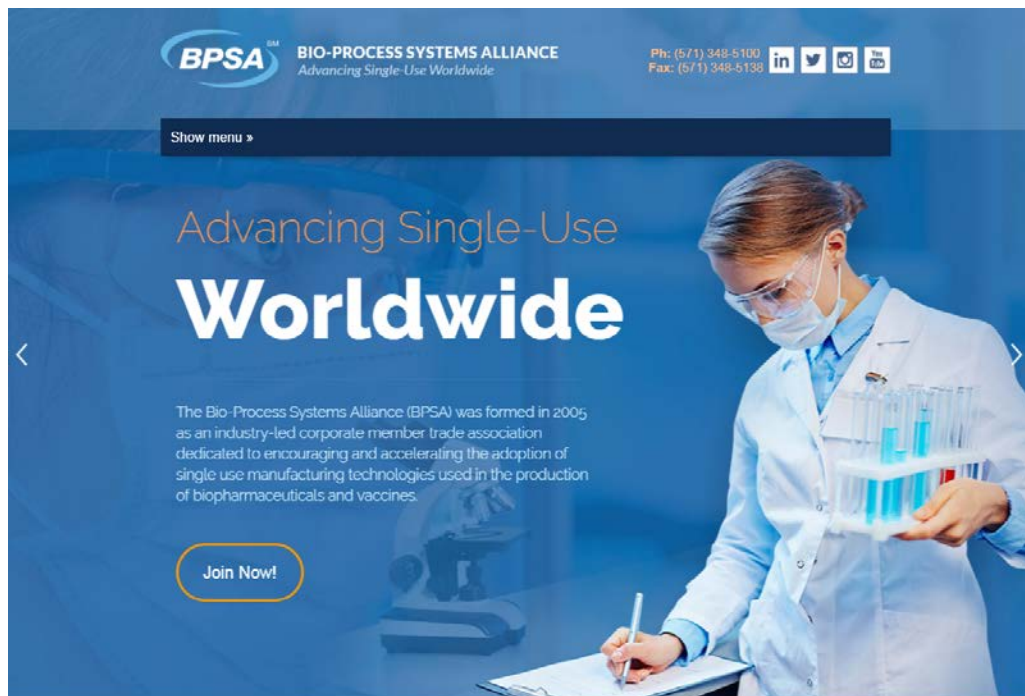 BPSA SM
BIO-PROCESS SYSTEMS ALLIANCE
Advancing Single-Use Worldwide
Ph: (571) 348-5100
Fax: (571) 348-5138
in
You
Tube
Show menu »
Advancing Single-Use
Worldwide
The Bio-Process Systems Alliance (BPSA) was formed in 2005
as an industry-led corporate member trade association
dedicated to encouraging and accelerating the adoption of
single use manufacturing technologies used in the production
of biopharmaceuticals and vaccines.
Join Now!